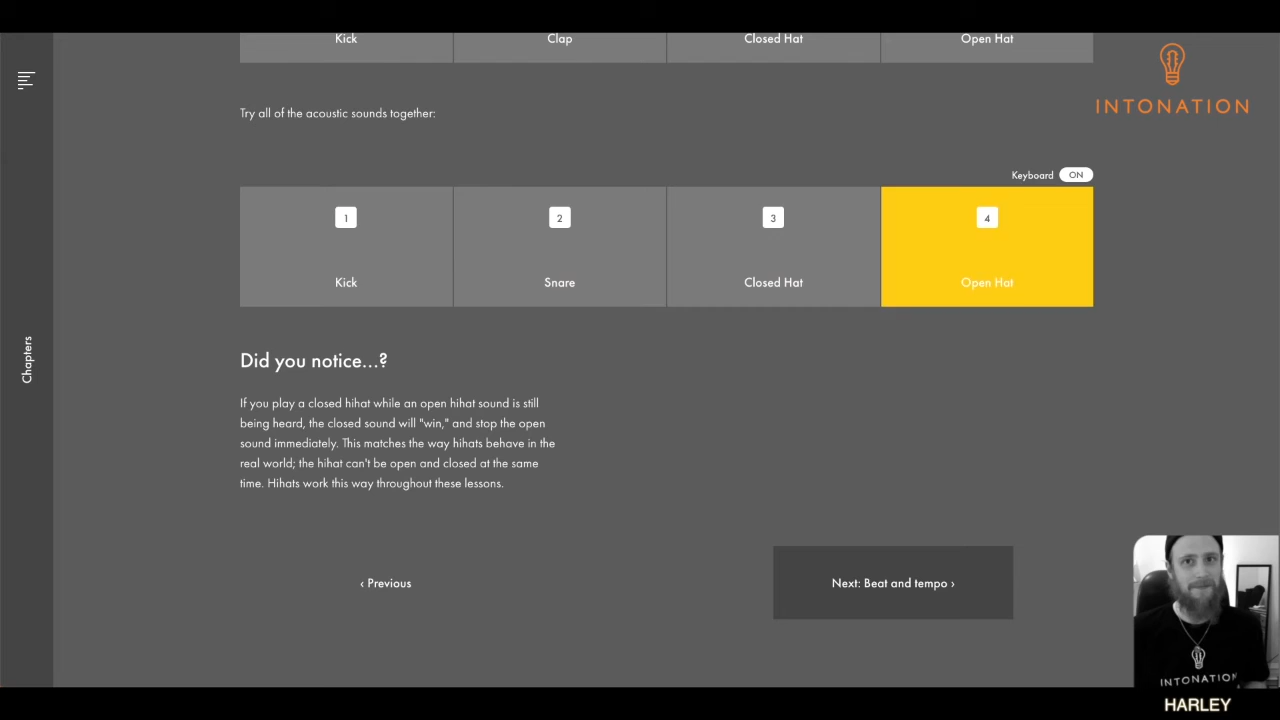 Kick
Clap
Closed Hat
Open Hat
INTONATION
Try all of the acoustic sounds together:
Keyboard ON
1
2
3
4
Kick
Snare
Closed Hat
Open Hat
Chapters
Did you notice...?
If you play a closed hihat while an open hihat sound is still
being heard, the closed sound will "win," and stop the open
sound immediately. This matches the way hihats behave in the
real world; the hihat can't be open and closed at the same
time. Hihats work this way throughout these lessons.
‹ Previous
Next: Beat and tempo ›
INTONATION
HARLEY